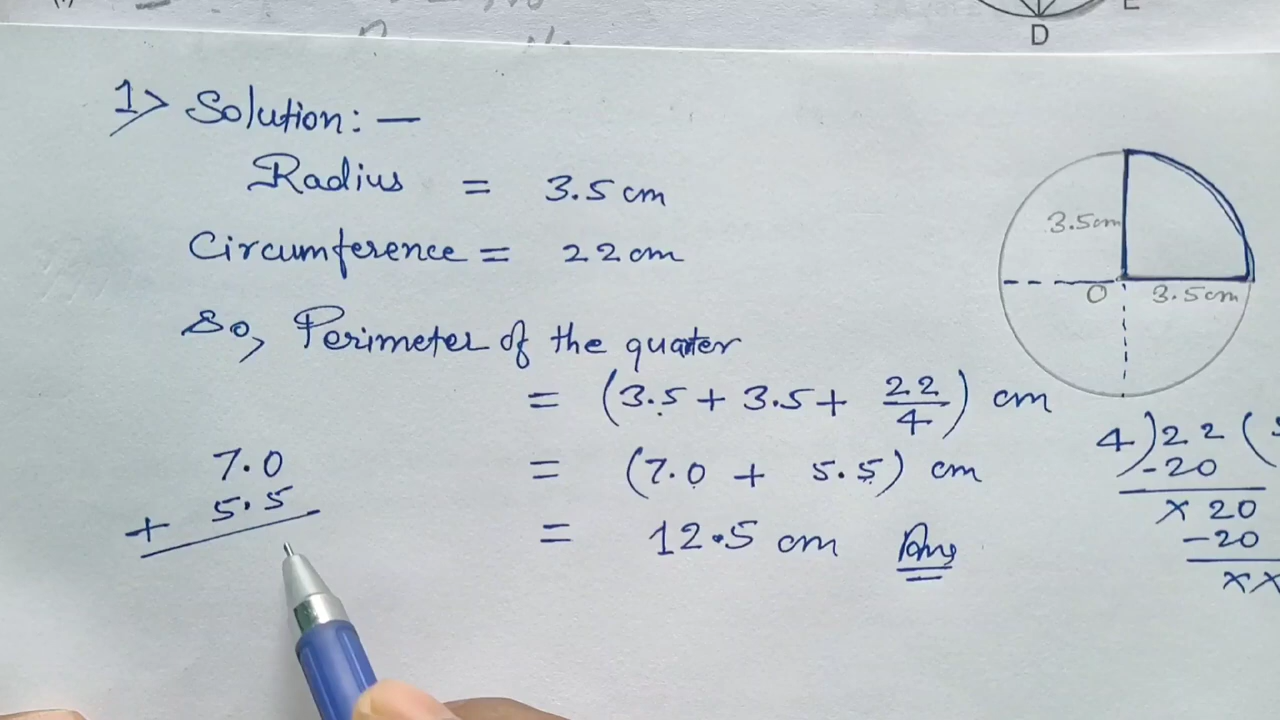 D
1> Solution:—
Radius = 3.5 cm
Circumference = 22 cm
So, Perimeter of the quarter
= (3.5 + 3.5 + 22/4) cm
= (7.0 + 5.5) cm
= 12.5 cm Ans
7.0
+ 5.5
3.5cm
O 3.5cm
4)22(
-20
x 20
-20
xx